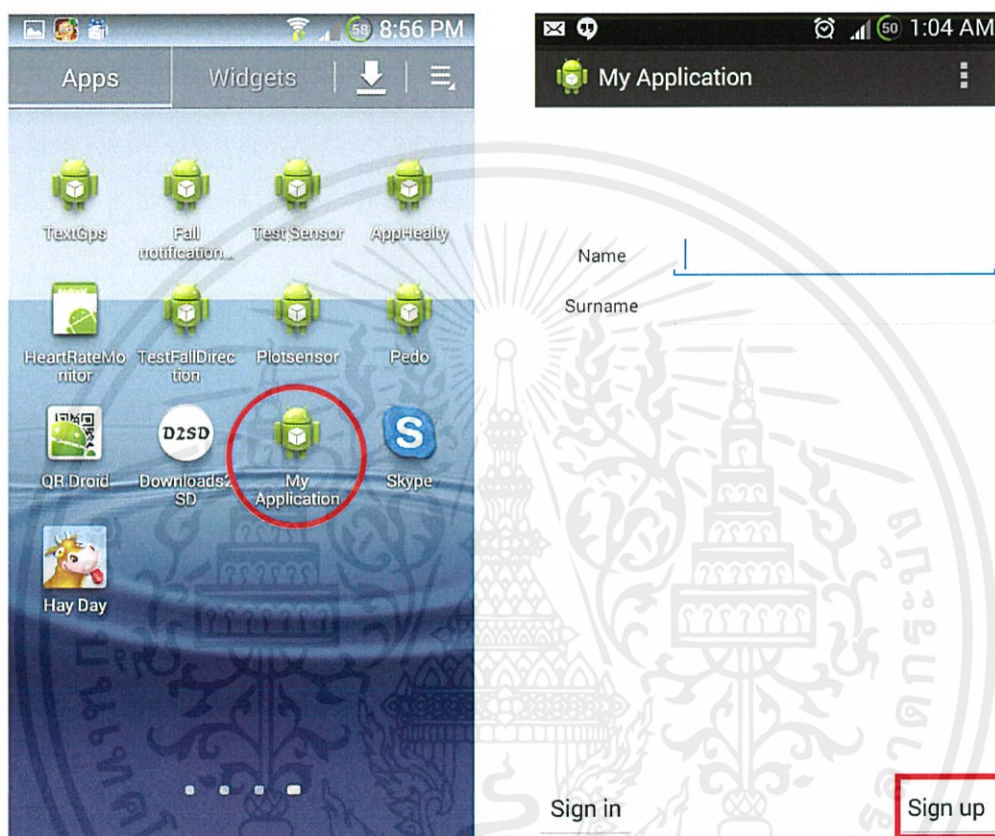 58 8:56 PM
Apps Widgets
TextGps Fall notification... Test Sensor AppHealty
HeartRateMo
nitor TestFallDirec
tion Plotsensor Pedo
QR Droid Downloads2
SD My
Application Skype
D2SD
Hay Day
50 1:04 AM
My Application
Name
Surname
Sign in Sign up